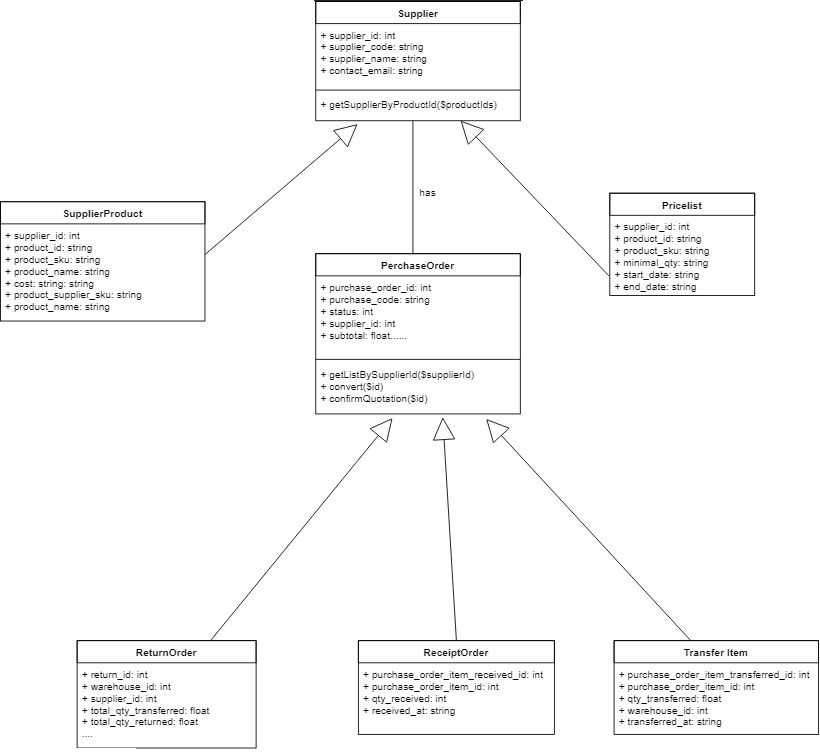 Supplier
+ supplier_id: int
+ supplier_code: string
+ supplier_name: string
+ contact_email: string
+ getSupplierByProductId($productIds)
has
SupplierProduct
+ supplier_id: int
+ product_id: string
+ product_sku: string
+ product_name: string
+ cost: string: string
+ product_supplier_sku: string
+ product_name: string
Pricelist
+ supplier_id: int
+ product_id: string
+ product_sku: string
+ minimal_qty: string
+ start_date: string
+ end_date: string
PerchaseOrder
+ purchase_order_id: int
+ purchase_code: string
+ status: int
+ supplier_id: int
+ subtotal: float......
+ getListBySupplierId($supplierId)
+ convert($id)
+ confirmQuotation($id)
ReturnOrder
+ return_id: int
+ warehouse_id: int
+ supplier_id: int
+ total_qty_transferred: float
+ total_qty_returned: float
....
ReceiptOrder
+ purchase_order_item_received_id: int
+ purchase_order_item_id: int
+ qty_received: int
+ received_at: string
Transfer Item
+ purchase_order_item_transferred_id: int
+ purchase_order_item_id: int
+ qty_transferred: float
+ warehouse_id: int
+ transferred_at: string